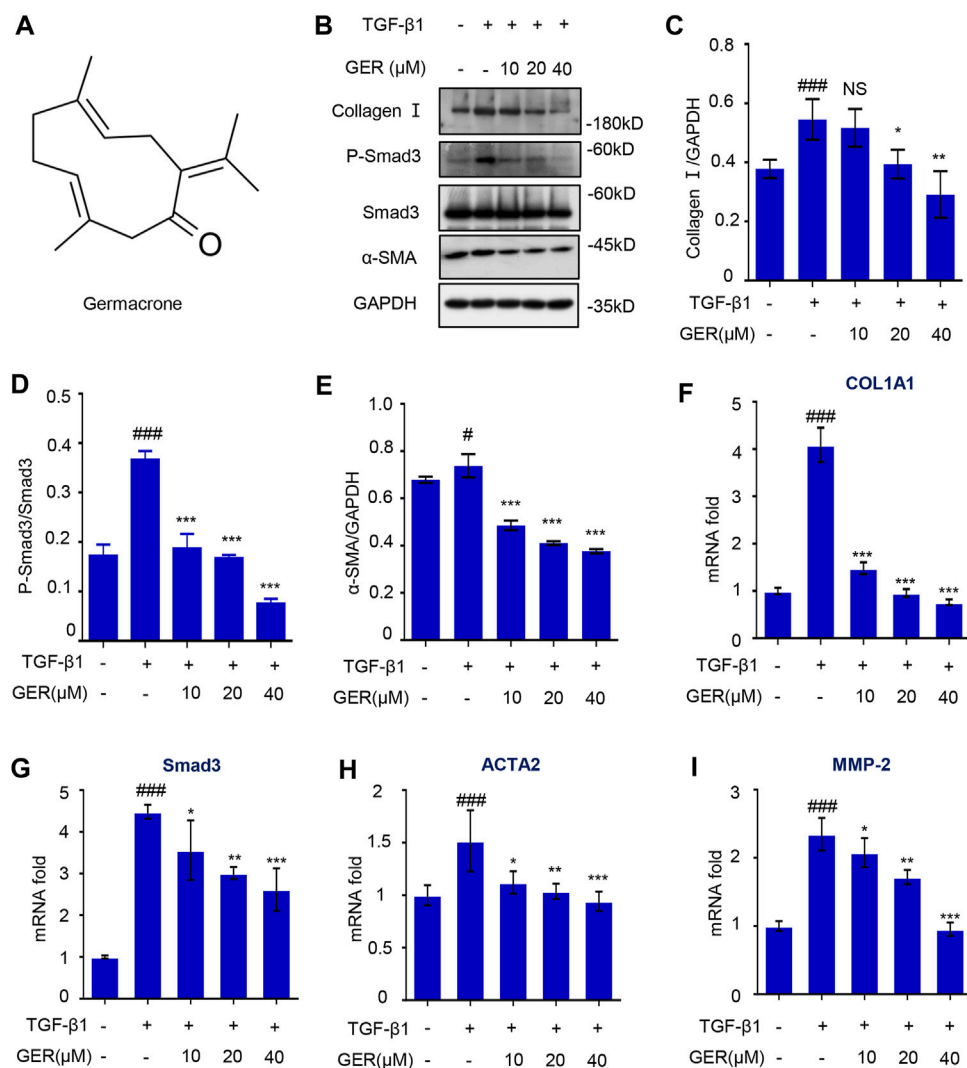 A
O
Germacrone
B
TGF-β1 - + + + +
GER (μM) - - 10 20 40
Collagen Ⅰ
-180kD
P-Smad3
-60kD
Smad3
-60kD
α-SMA
-45kD
GAPDH
-35kD
C
Collagen Ⅰ/GAPDH
0.8
0.6
0.4
0.2
0
### NS * **
TGF-β1 - + + + +
GER(μM) - - 10 20 40
D
P-Smad3/Smad3
0.5
0.4
0.3
0.2
0.1
0
### *** *** ***
TGF-β1 - + + + +
GER(μM) - - 10 20 40
E
α-SMA/GAPDH
1.0
0.8
0.6
0.4
0.2
0
# *** *** ***
TGF-β1 - + + + +
GER(μM) - - 10 20 40
F
COL1A1
mRNA fold
5
4
3
2
1
0
### *** *** ***
TGF-β1 - + + + +
GER(μM) - - 10 20 40
G
Smad3
mRNA fold
5
4
3
2
1
0
### * ** ***
TGF-β1 - + + + +
GER(μM) - - 10 20 40
H
ACTA2
mRNA fold
2
1.5
1
0.5
0
### * ** ***
TGF-β1 - + + + +
GER(μM) - - 10 20 40
I
MMP-2
mRNA fold
3
2
1
0
### * ** ***
TGF-β1 - + + + +
GER(μM) - - 10 20 40